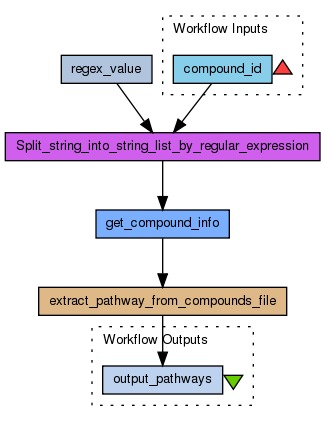 Workflow Inputs
regex_value
compound_id
Split_string_into_string_list_by_regular_expression
get_compound_info
extract_pathway_from_compounds_file
Workflow Outputs
output_pathways